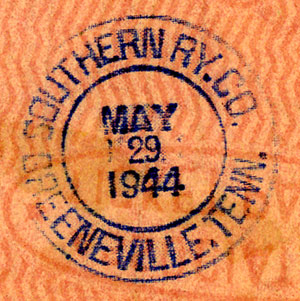 SOUTHERN RY. CO.
MAY
29
1944
GREENEVILLE, TENN.